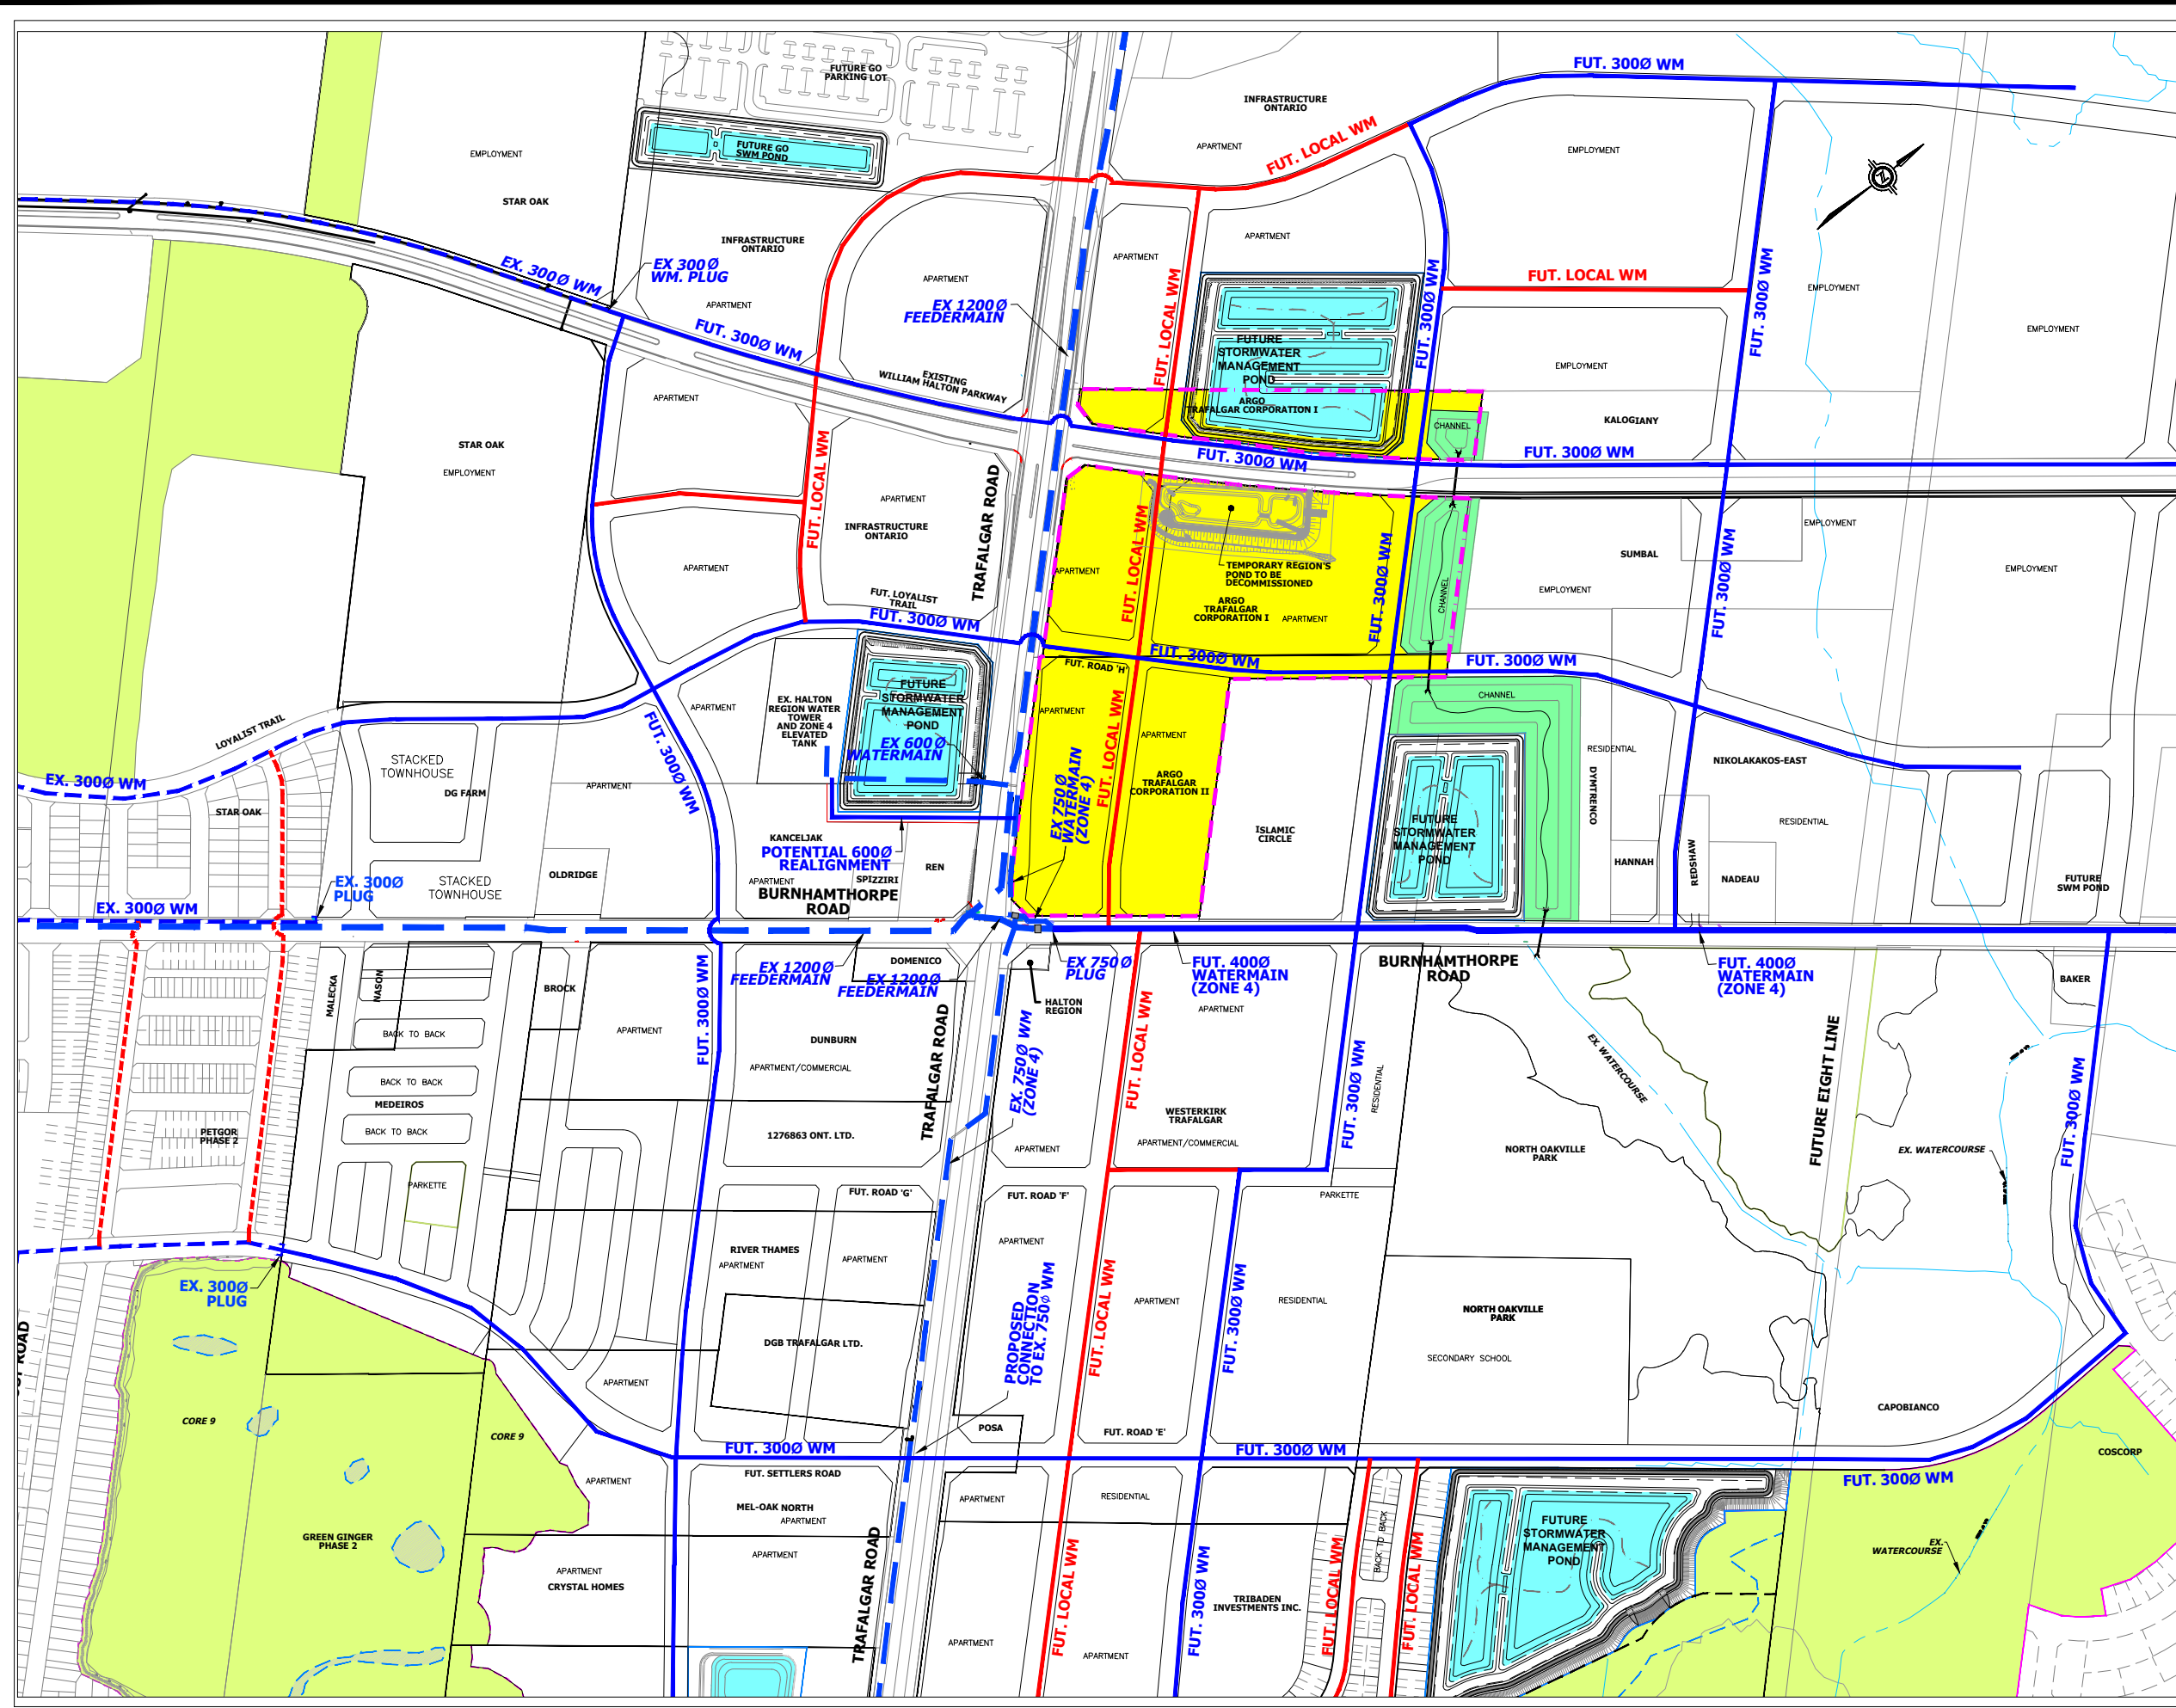 FUT. 300Ø WM
FUTURE GO
PARKING LOT
INFRASTRUCTURE
ONTARIO
FUT. LOCAL WM
APARTMENT
EMPLOYMENT
FUTURE GO
SWM POND
EMPLOYMENT
STAR OAK
INFRASTRUCTURE
ONTARIO
APARTMENT
APARTMENT
EX. 300Ø WM
EX 300Ø
WM. PLUG
APARTMENT
APARTMENT
EX 1200Ø
FEEDERMAIN
FUT. LOCAL WM
FUT. 300Ø WM
FUT. LOCAL WM
FUT. 300Ø WM
EMPLOYMENT
EMPLOYMENT
FUT. 300Ø WM
FUTURE
STORMWATER
MANAGEMENT
POND
EXISTING
WILLIAM HALTON PARKWAY
EMPLOYMENT
APARTMENT
ARGO
TRAFALGAR CORPORATION I
CHANNEL
KALOGIANY
STAR OAK
EMPLOYMENT
FUT. LOCAL WM
FUT. 300Ø WM
FUT. 300Ø WM
APARTMENT
INFRASTRUCTURE
ONTARIO
TRAFALGAR ROAD
FUT. LOCAL WM
FUT. 300Ø WM
EMPLOYMENT
SUMBAL
FUT. 300Ø WM
APARTMENT
APARTMENT
TEMPORARY REGION'S
POND TO BE
DECOMMISSIONED
EMPLOYMENT
EMPLOYMENT
CHANNEL
FUT. LOYALIST
TRAIL
ARGO
TRAFALGAR
CORPORATION I
APARTMENT
FUT. 300Ø WM
FUT. 300Ø WM
FUT. 300Ø WM
FUT. ROAD 'H'
FUTURE
STORMWATER
MANAGEMENT
POND
EX. HALTON
REGION WATER
TOWER
AND ZONE 4
ELEVATED
TANK
APARTMENT
APARTMENT
FUT. LOCAL WM
CHANNEL
LOYALIST TRAIL
FUT. 300Ø WM
APARTMENT
EX 600Ø
WATERMAIN
EX 750Ø
WATERMAIN
(ZONE 4)
ARGO
TRAFALGAR
CORPORATION II
RESIDENTIAL
NIKOLAKAKOS-EAST
STACKED
TOWNHOUSE
DG FARM
APARTMENT
EX. 300Ø WM
STAR OAK
DYMTRENCO
RESIDENTIAL
KANCELJAK
POTENTIAL 600Ø
REALIGNMENT
ISLAMIC
CIRCLE
FUTURE
STORMWATER
MANAGEMENT
POND
REN
OLDRIDGE
HANNAH
REDSHAW
NADEAU
FUTURE
SWM POND
STACKED
TOWNHOUSE
EX. 300Ø
PLUG
APARTMENT
SPIZZIRI
BURNHAMTHORPE
ROAD
EX. 300Ø WM
DOMENICO
EX 1200Ø
FEEDERMAIN
EX 1200Ø
FEEDERMAIN
EX 750Ø
PLUG
FUT. 400Ø
WATERMAIN
(ZONE 4)
BURNHAMTHORPE
ROAD
FUT. 400Ø
WATERMAIN
(ZONE 4)
BAKER
MALECKA
NASON
BROCK
HALTON
REGION
APARTMENT
FUT. 300Ø WM
APARTMENT
BACK TO BACK
DUNBURN
APARTMENT/COMMERCIAL
TRAFALGAR ROAD
EX. 750Ø WM
(ZONE 4)
FUT. LOCAL WM
FUT. 300Ø WM
RESIDENTIAL
EX. WATERCOURSE
FUTURE EIGHT LINE
FUT. 300Ø WM
BACK TO BACK
MEDEIROS
BACK TO BACK
PETGOR
PHASE 2
1276863 ONT. LTD.
APARTMENT
WESTERKIRK
TRAFALGAR
APARTMENT/COMMERCIAL
NORTH OAKVILLE
PARK
EX. WATERCOURSE
PARKETTE
FUT. ROAD 'G'
FUT. ROAD 'F'
PARKETTE
RIVER THAMES
APARTMENT
APARTMENT
APARTMENT
EX. 300Ø
PLUG
PROPOSED
CONNECTION
TO EX. 750Ø WM
FUT. LOCAL WM
APARTMENT
FUT. 300Ø WM
RESIDENTIAL
NORTH OAKVILLE
PARK
DGB TRAFALGAR LTD.
SECONDARY SCHOOL
ROAD
APARTMENT
CORE 9
CORE 9
POSA
FUT. ROAD 'E'
CAPOBIANCO
FUT. 300Ø WM
FUT. 300Ø WM
COSCORP
FUT. 300Ø WM
APARTMENT
FUT. SETTLERS ROAD
MEL-OAK NORTH
APARTMENT
APARTMENT
RESIDENTIAL
GREEN GINGER
PHASE 2
APARTMENT
TRAFALGAR ROAD
FUT. LOCAL WM
FUT. 300Ø WM
FUT. LOCAL WM
BACK TO BACK
FUT. LOCAL WM
FUTURE
STORMWATER
MANAGEMENT
POND
EX.
WATERCOURSE
APARTMENT
CRYSTAL HOMES
TRIBADEN
INVESTMENTS INC.
APARTMENT
APARTMENT